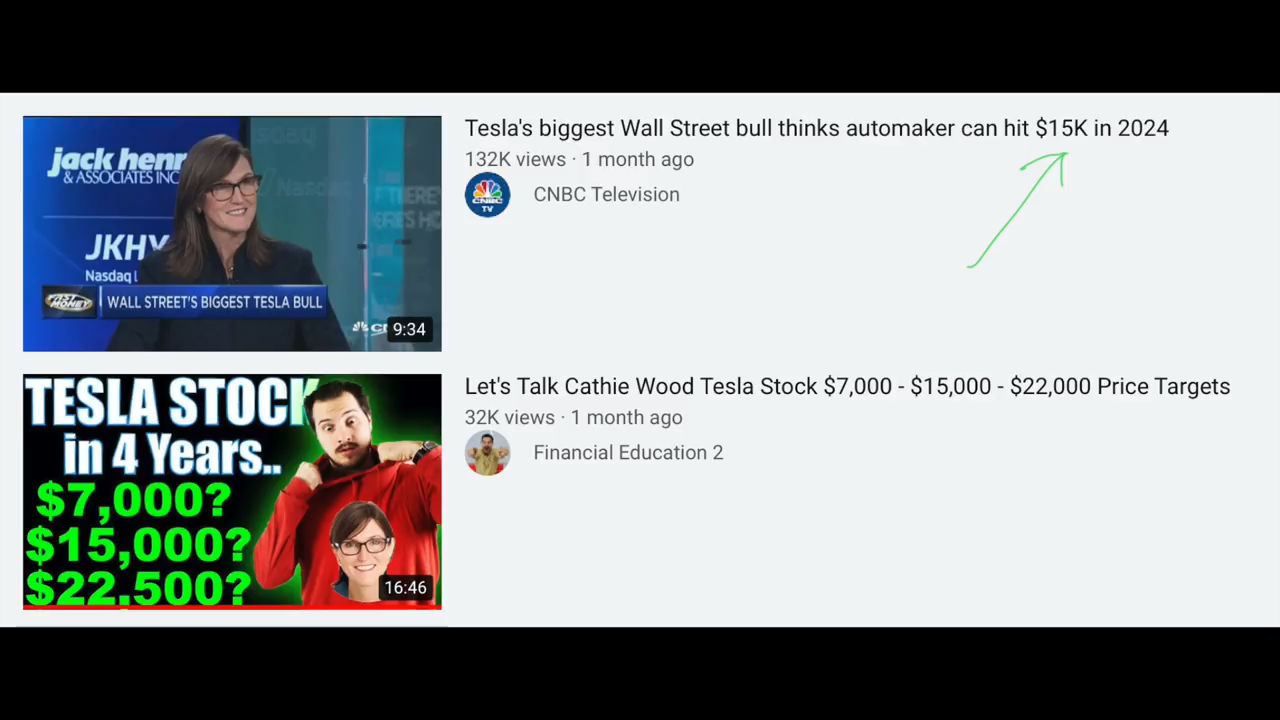 jack henr
& ASSOCIATES INC
JKHY
Nasdaq
FAST
MONEY
WALL STREET'S BIGGEST TESLA BULL
9:34
Tesla's biggest Wall Street bull thinks automaker can hit $15K in 2024
132K views · 1 month ago
CNBC
TV
CNBC Television
TESLA STOCK
in 4 Years..
$7,000?
$15,000?
$22,500?
16:46
Let's Talk Cathie Wood Tesla Stock $7,000 - $15,000 - $22,000 Price Targets
32K views · 1 month ago
Financial Education 2